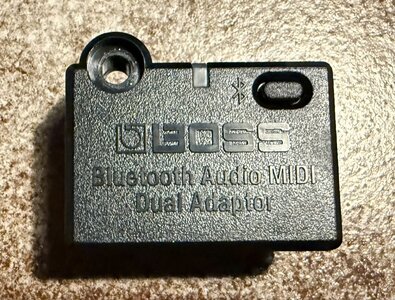 BOSS
Bluetooth Audio MIDI
Dual Adaptor